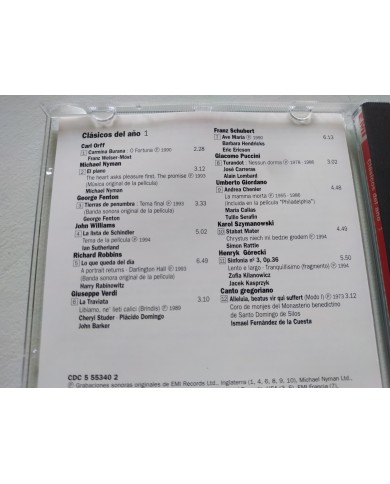 Clásicos del año 1
Carl Orff
1 Carmina Burana: O Fortuna Ⓟ 1990 2.28
Franz Welser-Most
Michael Nyman
2 El piano 3.12
The heart asks pleasure first. The promise Ⓟ 1993
(Música original de la película)
Michael Nyman
George Fenton
3 Tierras de penumbra: Tema final Ⓟ 1993 3.33
(Banda sonora original de la película)
George Fenton
John Williams
4 La lista de Schindler 5.02
Tema de la película Ⓟ 1994
Ian Sutherland
Richard Robbins
5 Lo que queda del día 6.49
A portrait returns - Darlington Hall Ⓟ 1993
(Banda sonora original de la película)
Harry Rabinowitz
Giuseppe Verdi
6 La Traviata 3.10
Libiamo, ne' lieti calici (Brindis) Ⓟ 1989
Cheryl Studer · Plácido Domingo
John Barker
Franz Schubert
7 Ave María Ⓟ 6.13
Barbara Hendricks
Eric Ericson
Giacomo Puccini
8 Turandot: Nessun dorma Ⓟ 1978 · 1986 3.02
José Carreras
Alain Lombard
Umberto Giordano
9 Andrea Chenier 4.48
La mamma morta Ⓟ 1986
(Incluida en la película "Philadelphia")
Maria Callas
Tullio Serafin
Karol Szymanowski
10 Stabat Mater 4.49
Chrystus niech mi bedzie grodem Ⓟ 1994
Simon Rattle
Henryk Górecki
11 Sinfonía nº 3, Op.36 5.50
Lento e largo - Tranquillisimo (fragmento) Ⓟ 1994
Zofia Kilanowicz
Jacek Kasprzyk
Canto gregoriano
12 Alleluia, beatus vir qui suffert (Modo I) Ⓟ 1973 3.12
Coro de monjes del Monasterio benedictino
de Santo Domingo de Silos
Ismael Fernández de la Cuesta
CDC 5 55340 2
Ⓟ Grabaciones sonoras originales de EMI Records Ltd., Inglaterra (1, 4, 6, 8, 9, 10), Michael Nyman Ltd.